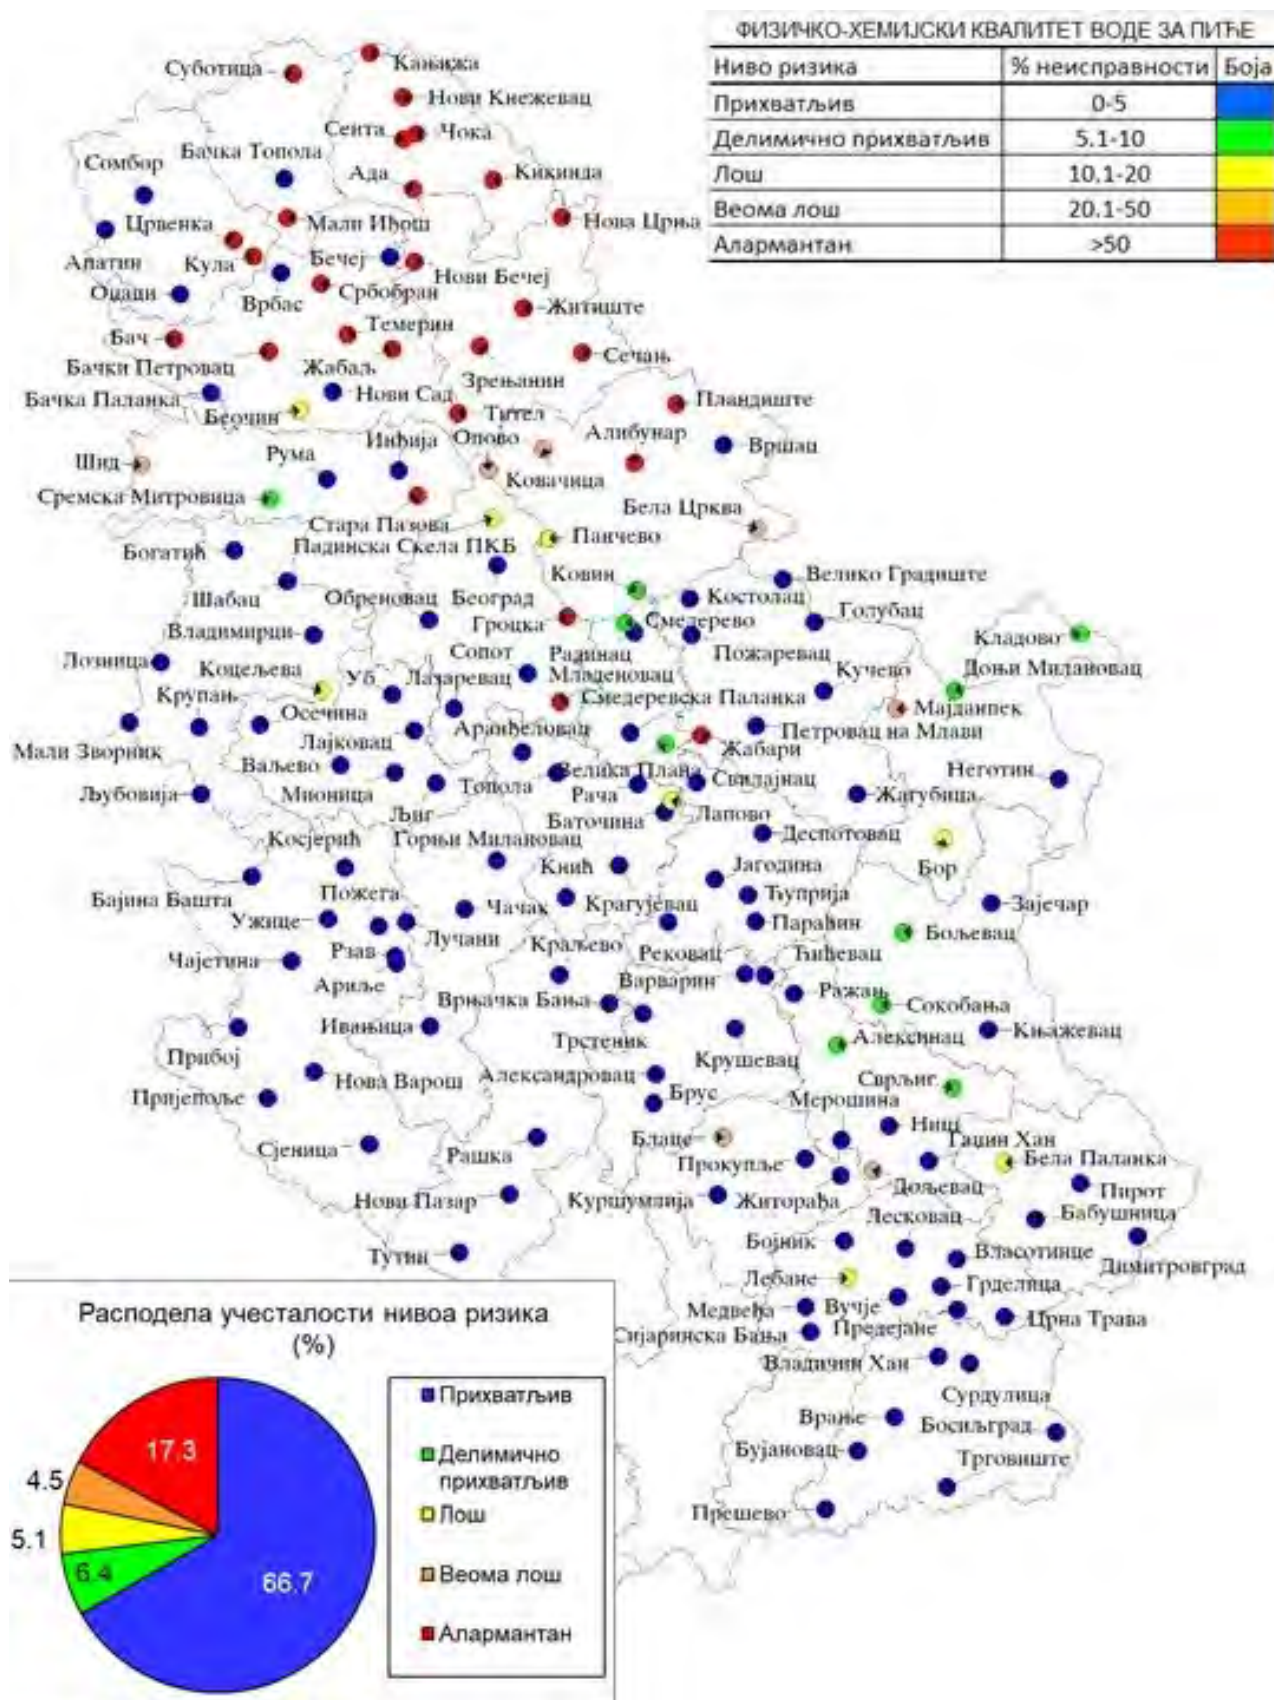 ФИЗИЧКО-ХЕМИЈСКИ КВАЛИТЕТ ВОДЕ ЗА ПИЋЕ
Ниво ризика % неисправности Боја
Прихватљив 0-5
Делимично прихватљив 5.1-10
Лош 10.1-20
Веома лош 20.1-50
Алармантан >50
Суботица
Кањижа
Нови Кнежевац
Сента
Чока
Бачка Топола
Сомбор
Ада
Кикинда
Црвенка
Мали Иђош
Нова Црња
Апатин
Кула
Бечеј
Нови Бечеј
Оџаци
Врбас
Србобран
Житиште
Бач
Темерин
Бачки Петровац
Жабаљ
Зрењанин
Сечањ
Бачка Паланка
Беочин
Нови Сад
Тител
Пландиште
Инђија
Опово
Алибунар
Вршац
Шид
Рума
Ковачица
Сремска Митровица
Бела Црква
Стара Пазова
Панчево
Богатић
Падинска Скела ПКБ
Ковин
Велико Градиште
Шабац
Обреновац
Београд
Костолац
Голубац
Владимирци
Гроцка
Смедерево
Кладово
Лозница
Коцељева
Сопот
Радинац
Пожаревац
Доњи Милановац
Крупањ
Уб
Лазаревац
Младеновац
Кучево
Осечина
Смедеревска Паланка
Мајданпек
Мали Зворник
Лајковац
Аранђеловац
Петровац на Млави
Жабари
Ваљево
Велика Плана
Свилајнац
Неготин
Љубовија
Мионица
Топола
Рача
Жагубица
Љиг
Баточина
Лапово
Косјерић
Горњи Милановац
Деспотовац
Бор
Бајина Башта
Пожега
Кнић
Јагодина
Ужице
Чачак
Крагујевац
Ћуприја
Зајечар
Лучани
Параћин
Бољевац
Чајетина
Рзав
Краљево
Рековац
Ћићевац
Ариље
Врњачка Бања
Варварин
Ражањ
Сокобања
Прибој
Ивањица
Трстеник
Крушевац
Алексинац
Књажевац
Нова Варош
Александровац
Сврљиг
Пријепоље
Брус
Мерошина
Сјеница
Рашка
Блаце
Ниш
Гаџин Хан
Прокупље
Бела Паланка
Нови Пазар
Куршумлија
Житорађа
Дољевац
Пирот
Лесковац
Бабушница
Тутин
Бојник
Власотинце
Димитровград
Лебане
Грделица
Медвеђа
Вучје
Предејане
Црна Трава
Сијаринска Бања
Владичин Хан
Сурдулица
Врање
Босиљград
Бујановац
Трговиште
Прешево
Расподела учесталости нивоа ризика
(%)
17.3
4.5
5.1
6.4
66.7
Прихватљив
Делимично
прихватљив
Лош
Веома лош
Алармантан